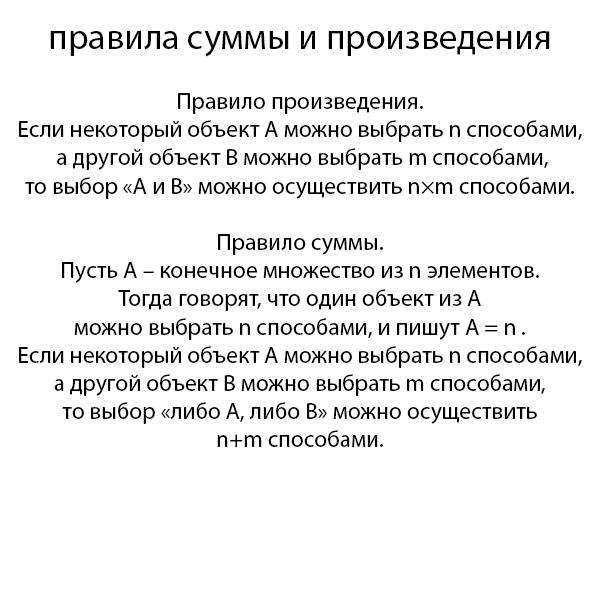 правила суммы и произведения
Правило произведения.
Если некоторый объект А можно выбрать n способами,
а другой объект В можно выбрать m способами,
то выбор «А и В» можно осуществить n×m способами.
Правило суммы.
Пусть А – конечное множество из n элементов.
Тогда говорят, что один объект из А
можно выбрать n способами, и пишут А = n .
Если некоторый объект А можно выбрать n способами,
а другой объект В можно выбрать m способами,
то выбор «либо А, либо В» можно осуществить
n+m способами.